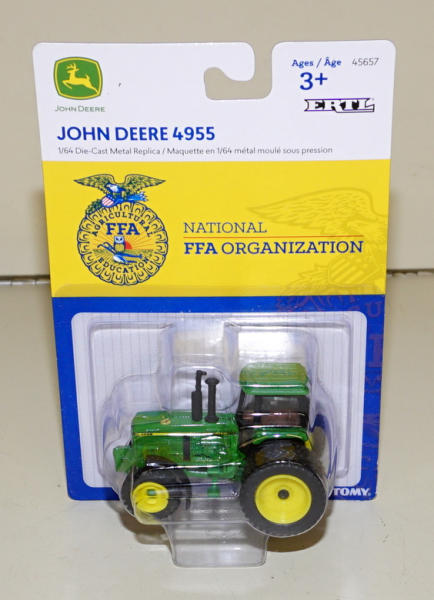 JOHN DEERE
Ages / Âge 45657
3+
ERTL
JOHN DEERE 4955
1/64 Die-Cast Metal Replica / Maquette en 1/64 métal moulé sous pression
AGRICULTURAL
FFA
EDUCATION
NATIONAL
FFA ORGANIZATION
TOMY